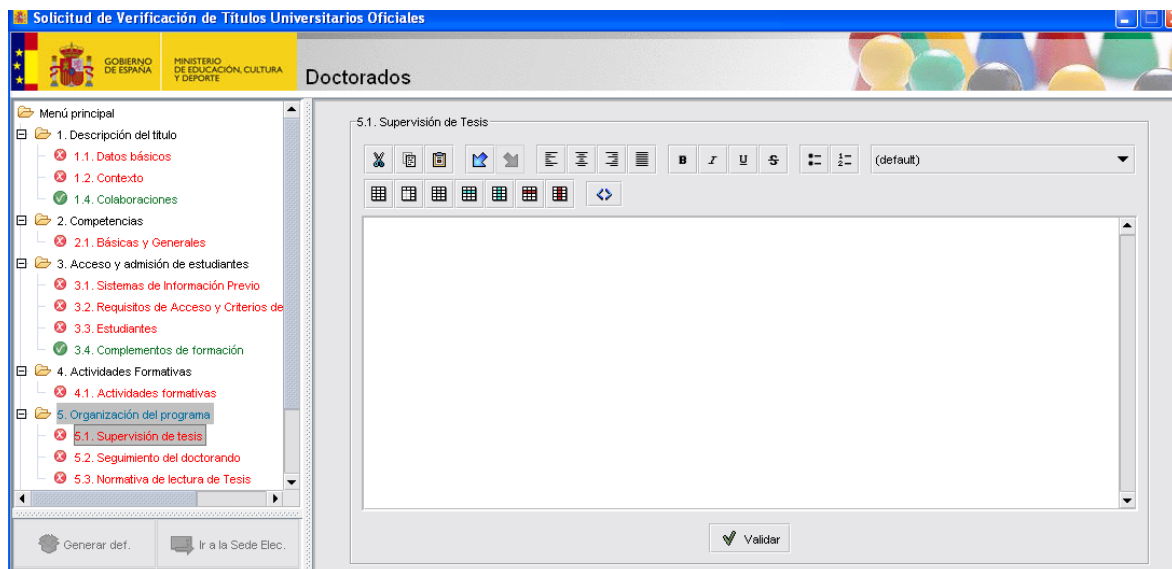 Solicitud de Verificación de Títulos Universitarios Oficiales
GOBIERNO
DE ESPAÑA
MINISTERIO
DE EDUCACIÓN, CULTURA
Y DEPORTE
Doctorados
Menú principal
1. Descripción del título
1.1. Datos básicos
1.2. Contexto
1.4. Colaboraciones
2. Competencias
2.1. Básicas y Generales
3. Acceso y admisión de estudiantes
3.1. Sistemas de Información Previo
3.2. Requisitos de Acceso y Criterios de
3.3. Estudiantes
3.4. Complementos de formación
4. Actividades Formativas
4.1. Actividades formativas
5. Organización del programa
5.1. Supervisión de tesis
5.2. Seguimiento del doctorando
5.3. Normativa de lectura de Tesis
Generar def.
Ir a la Sede Elec.
5.1. Supervisión de Tesis
B I U S
(default)
Validar